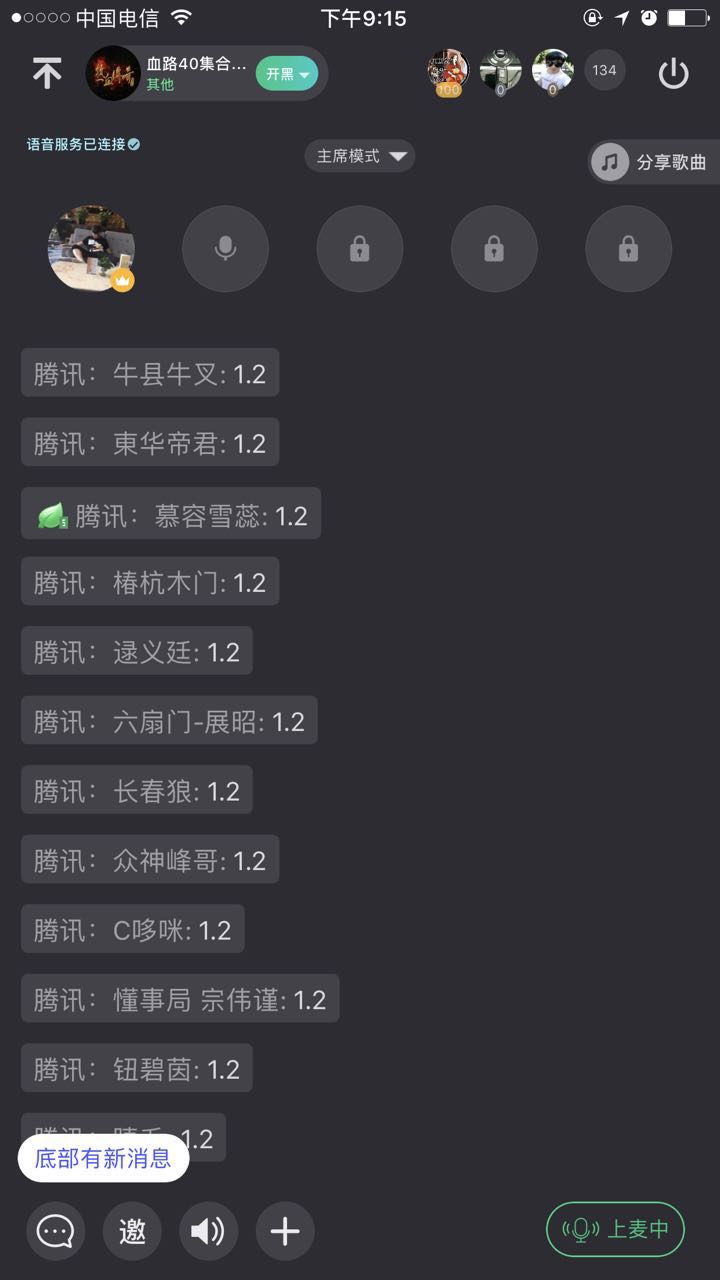 中国电信
下午9:15
血路40集合...
其他
开黑
100
0
0
134
语音服务已连接
主席模式
分享歌曲
腾讯：牛县牛叉: 1.2
腾讯：東华帝君: 1.2
5 腾讯：慕容雪蕊: 1.2
腾讯：椿杭木门: 1.2
腾讯：逯义廷: 1.2
腾讯：六扇门-展昭: 1.2
腾讯：长春狼: 1.2
腾讯：众神峰哥: 1.2
腾讯：C哆咪: 1.2
腾讯：懂事局 宗伟谨: 1.2
腾讯：钮碧茵: 1.2
腾讯： 1.2
底部有新消息
邀
上麦中